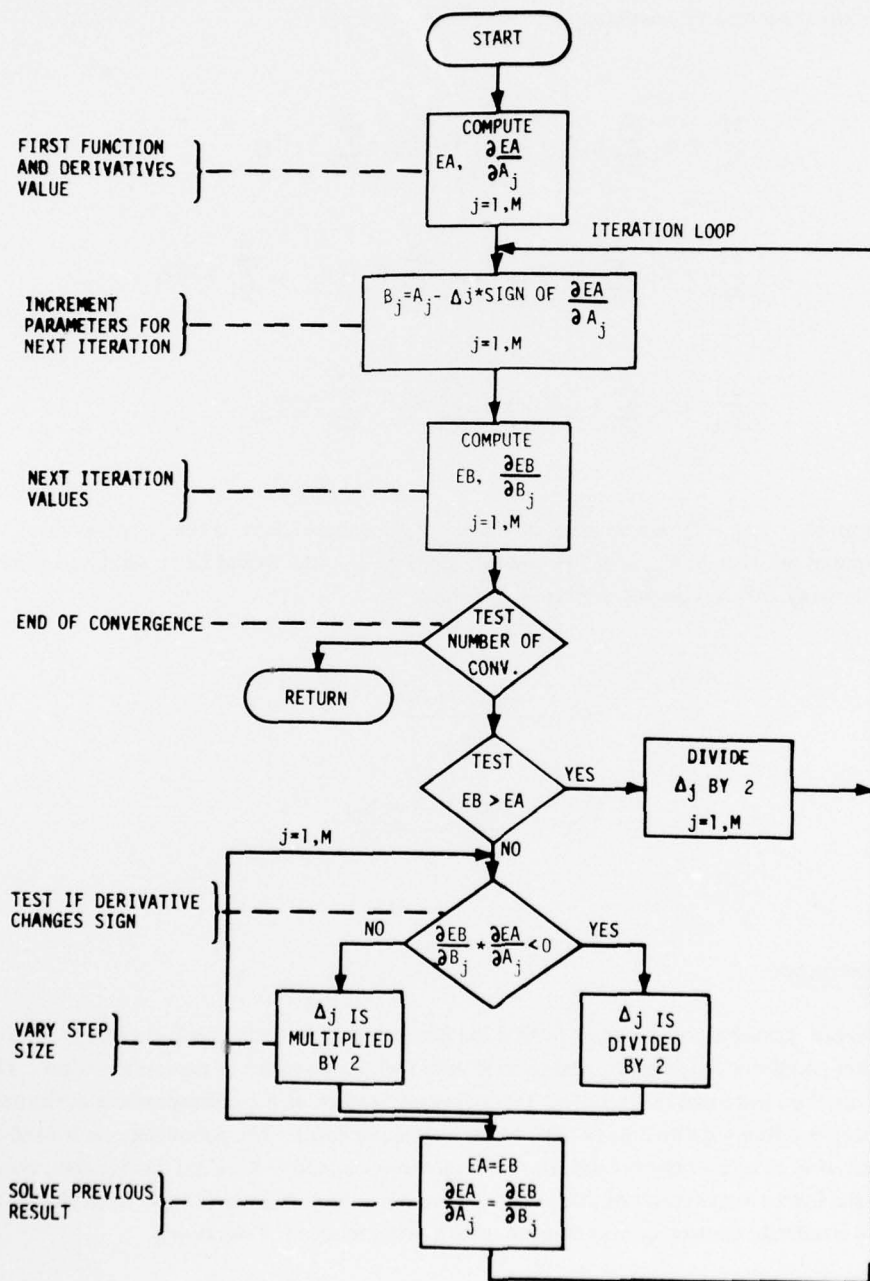 START
FIRST FUNCTION
AND DERIVATIVES
VALUE
COMPUTE
EA, ∂EA
∂A_j
j=1,M
ITERATION LOOP
INCREMENT
PARAMETERS FOR
NEXT ITERATION
B_j=A_j- Δj*SIGN OF ∂EA
∂A_j
j=1,M
NEXT ITERATION
VALUES
COMPUTE
EB, ∂EB
∂B_j
j=1,M
END OF CONVERGENCE
TEST
NUMBER OF
CONV.
RETURN
TEST
EB > EA
YES
DIVIDE
Δ_j BY 2
j=1,M
j=1,M
NO
TEST IF DERIVATIVE
CHANGES SIGN
NO
∂EB * ∂EA <0
∂B_j ∂A_j
YES
VARY STEP
SIZE
Δ_j IS
MULTIPLIED
BY 2
Δ_j IS
DIVIDED
BY 2
SOLVE PREVIOUS
RESULT
EA=EB
∂EA = ∂EB
∂A_j ∂B_j